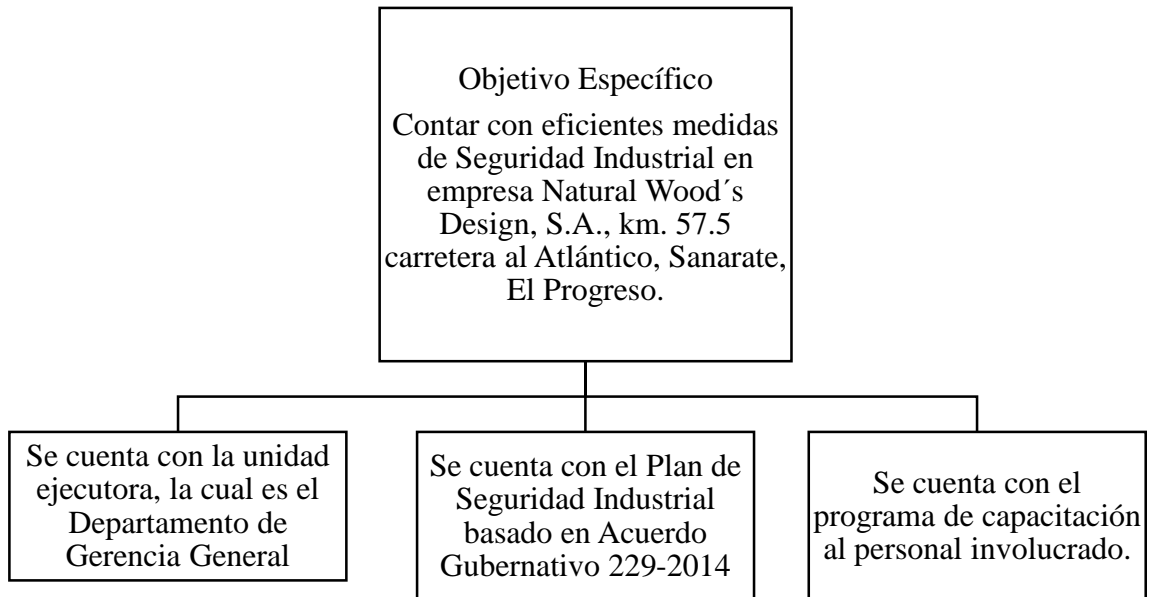 Objetivo Específico
Contar con eficientes medidas
de Seguridad Industrial en
empresa Natural Wood´s
Design, S.A., km. 57.5
carretera al Atlántico, Sanarate,
El Progreso.
Se cuenta con la unidad
ejecutora, la cual es el
Departamento de
Gerencia General
Se cuenta con el Plan de
Seguridad Industrial
basado en Acuerdo
Gubernativo 229-2014
Se cuenta con el
programa de capacitación
al personal involucrado.